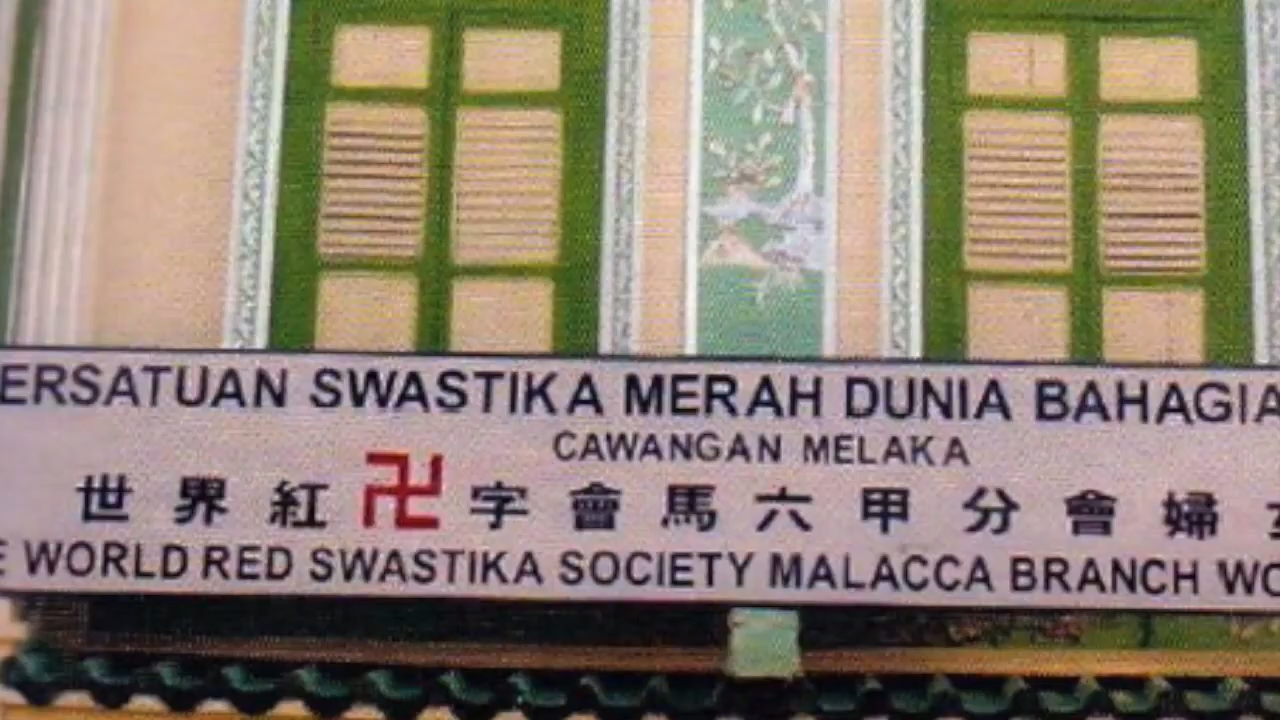 ERSATUAN SWASTIKA MERAH DUNIA BAHAGIA
CAWANGAN MELAKA
世界紅卍字會馬六甲分會婦
E WORLD RED SWASTIKA SOCIETY MALACCA BRANCH WO